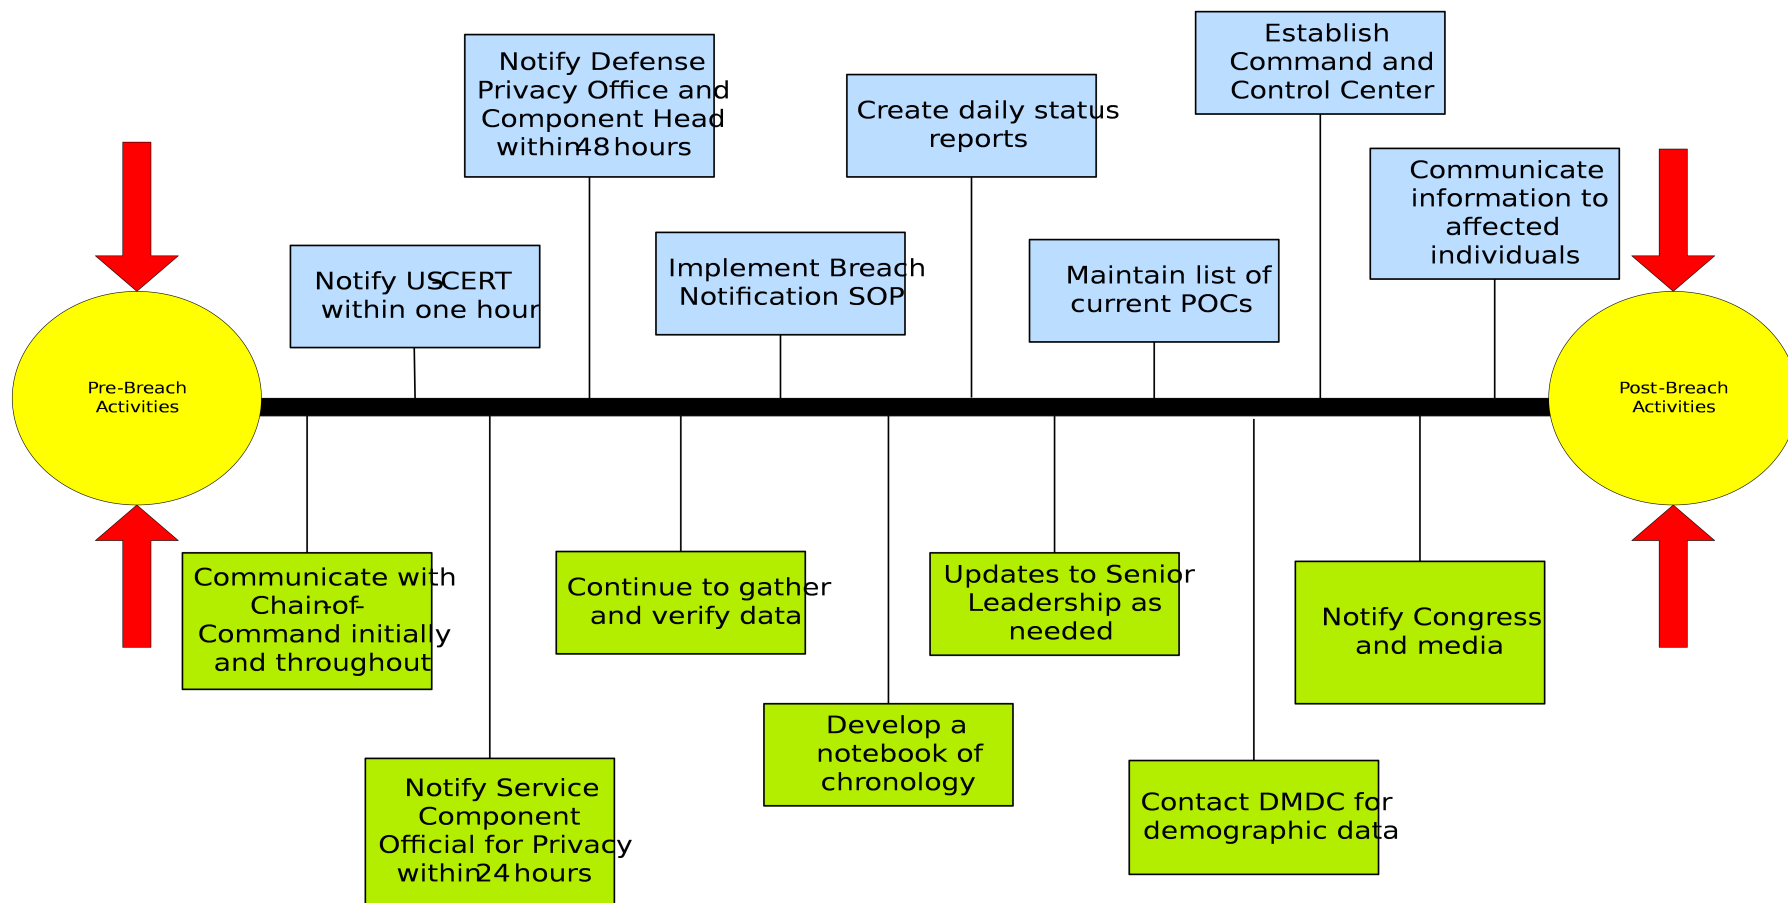 Establish
Command and
Control Center
Notify Defense
Privacy Office and
Component Head
within 48 hours
Create daily status
reports
Communicate
information to
affected
individuals
Notify US-CERT
within one hour
Implement Breach
Notification SOP
Maintain list of
current POCs
Pre-Breach
Activities
Post-Breach
Activities
Communicate with
Chain-of-
Command initially
and throughout
Continue to gather
and verify data
Updates to Senior
Leadership as
needed
Notify Congress
and media
Develop a
notebook of
chronology
Notify Service
Component
Official for Privacy
within 24 hours
Contact DMDC for
demographic data